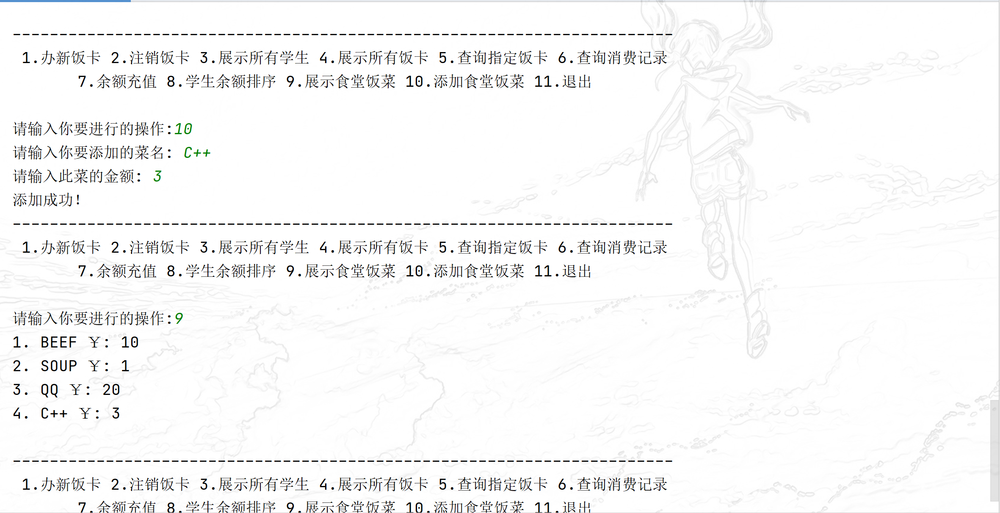 --------------------------------------------------------------------------------
1.办新饭卡 2.注销饭卡 3.展示所有学生 4.展示所有饭卡 5.查询指定饭卡 6.查询消费记录
7.余额充值 8.学生余额排序 9.展示食堂饭菜 10.添加食堂饭菜 11.退出
请输入你要进行的操作:10
请输入你要添加的菜名: C++
请输入此菜的金额: 3
添加成功!
--------------------------------------------------------------------------------
1.办新饭卡 2.注销饭卡 3.展示所有学生 4.展示所有饭卡 5.查询指定饭卡 6.查询消费记录
7.余额充值 8.学生余额排序 9.展示食堂饭菜 10.添加食堂饭菜 11.退出
请输入你要进行的操作:9
1. BEEF ￥: 10
2. SOUP ￥: 1
3. QQ ￥: 20
4. C++ ￥: 3
--------------------------------------------------------------------------------
1.办新饭卡 2.注销饭卡 3.展示所有学生 4.展示所有饭卡 5.查询指定饭卡 6.查询消费记录
7.余额充值 8.学生余额排序 9.展示食堂饭菜 10.添加食堂饭菜 11.退出